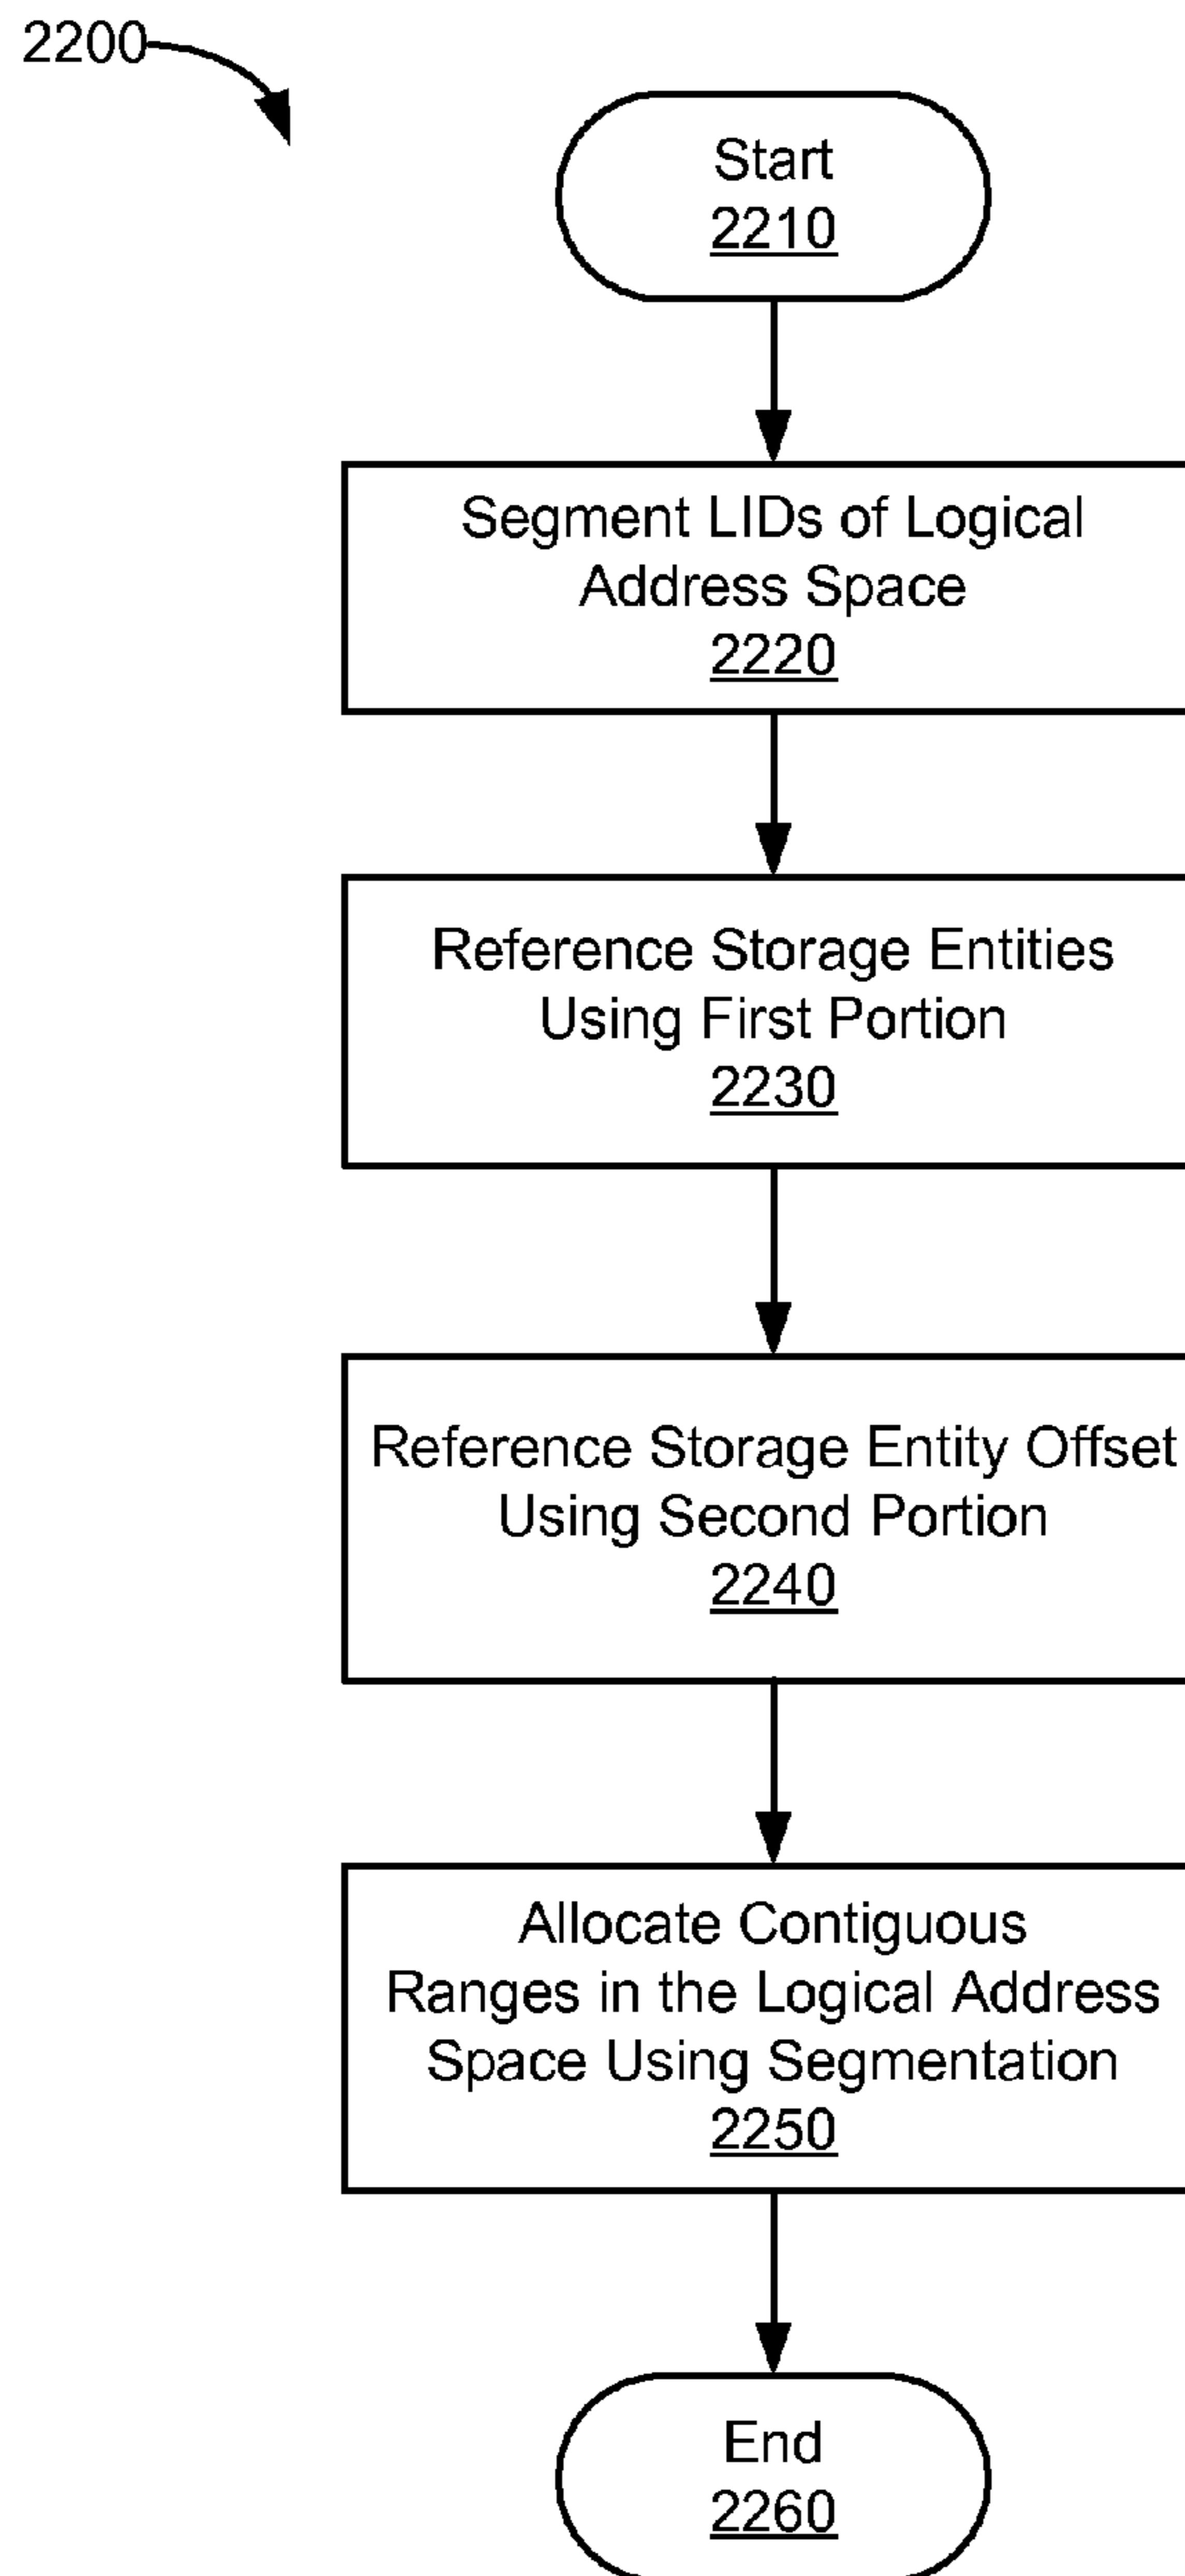 2200
Start
2210
Segment LIDs of Logical
Address Space
2220
Reference Storage Entities
Using First Portion
2230
Reference Storage Entity Offset
Using Second Portion
2240
Allocate Contiguous
Ranges in the Logical Address
Space Using Segmentation
2250
End
2260